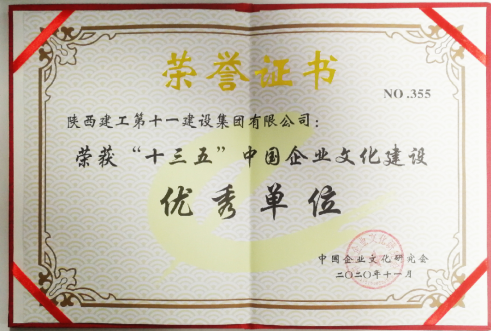 荣誉证书
NO.355
陕西建工第十一建设集团有限公司：
荣获“十三五”中国企业文化建设
优秀单位
中国企业文化研究会
二〇二〇年十一月